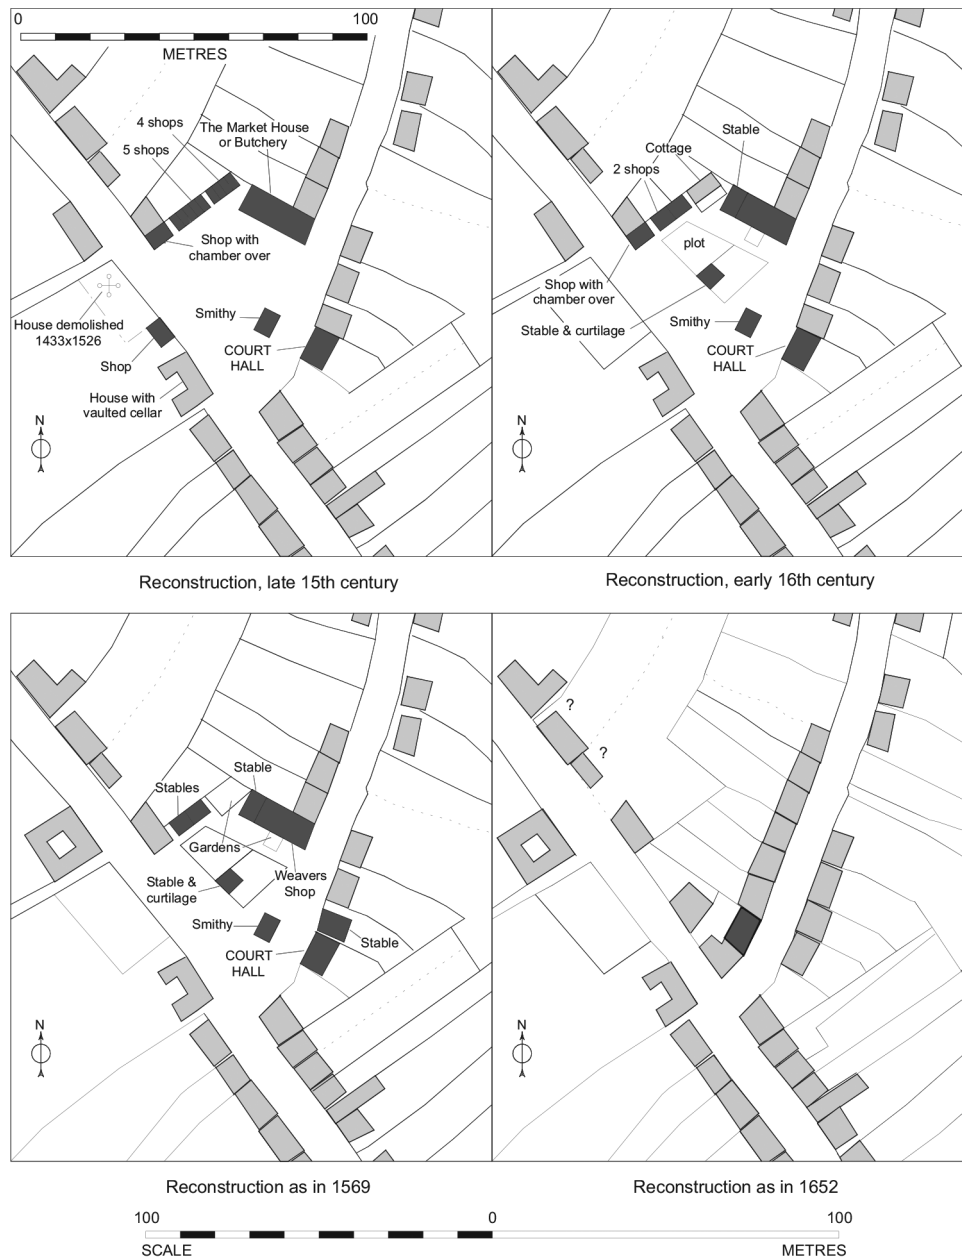 0
100
METRES
4 shops
The Market House
or Butchery
5 shops
Shop with
chamber over
House demolished
1433x1526
Smithy
Shop
COURT
HALL
House with
vaulted cellar
N
Stable
Cottage
2 shops
plot
Shop with
chamber over
Stable & curtilage
Smithy
COURT
HALL
N
Reconstruction, late 15th century
Reconstruction, early 16th century
Stable
Stables
Gardens
Weavers
Shop
Stable &
curtilage
Smithy
Stable
COURT
HALL
N
?
?
N
Reconstruction as in 1569
Reconstruction as in 1652
100
0
100
SCALE
METRES